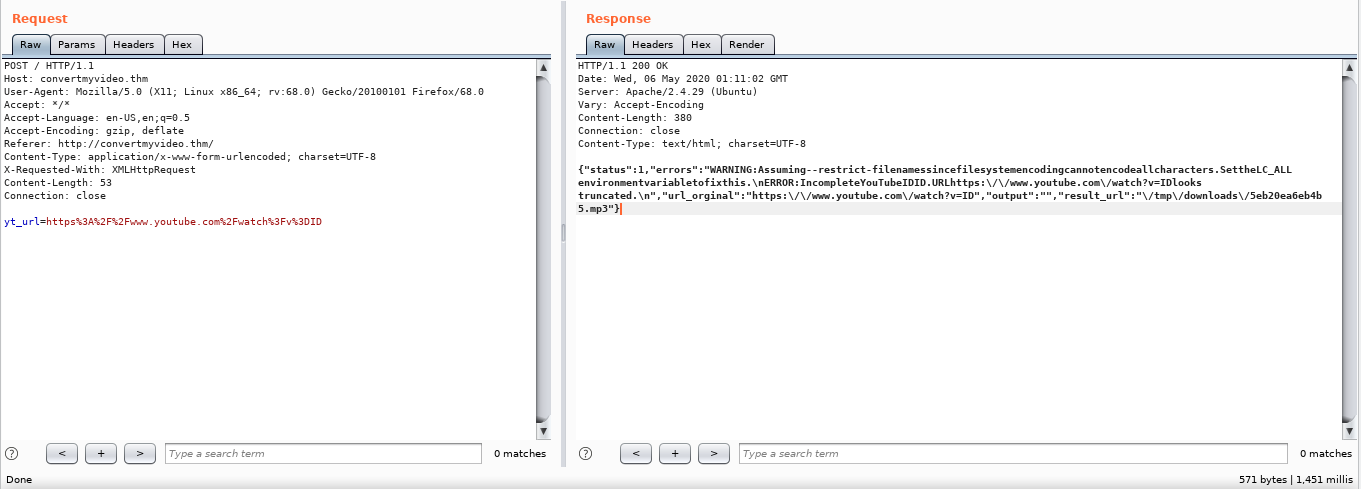 Request
Raw Params Headers Hex
POST / HTTP/1.1
Host: convertmyvideo.thm
User-Agent: Mozilla/5.0 (X11; Linux x86_64; rv:68.0) Gecko/20100101 Firefox/68.0
Accept: */*
Accept-Language: en-US,en;q=0.5
Accept-Encoding: gzip, deflate
Referer: http://convertmyvideo.thm/
Content-Type: application/x-www-form-urlencoded; charset=UTF-8
X-Requested-With: XMLHttpRequest
Content-Length: 53
Connection: close
yt_url=https%3A%2F%2Fwww.youtube.com%2Fwatch%3Fv%3DID
? < + > Type a search term 0 matches
Response
Raw Headers Hex Render
HTTP/1.1 200 OK
Date: Wed, 06 May 2020 01:11:02 GMT
Server: Apache/2.4.29 (Ubuntu)
Vary: Accept-Encoding
Content-Length: 380
Connection: close
Content-Type: text/html; charset=UTF-8
{"status":1,"errors":"WARNING:Assuming--restrict-filenamessincefilesystemencodingcannotencodeallcharacters.SettheLC_ALL
environmentvariabletofixthis.\nERROR:IncompleteYouTubeIDID.URLhttps:\/\/www.youtube.com\/watch?v=IDlooks
truncated.\n","url_orginal":"https:\/\/www.youtube.com\/watch?v=ID","output":"","result_url":"\/tmp\/downloads\/5eb20ea6eb4b
5.mp3"}
? < + > Type a search term 0 matches
Done 571 bytes | 1,451 millis